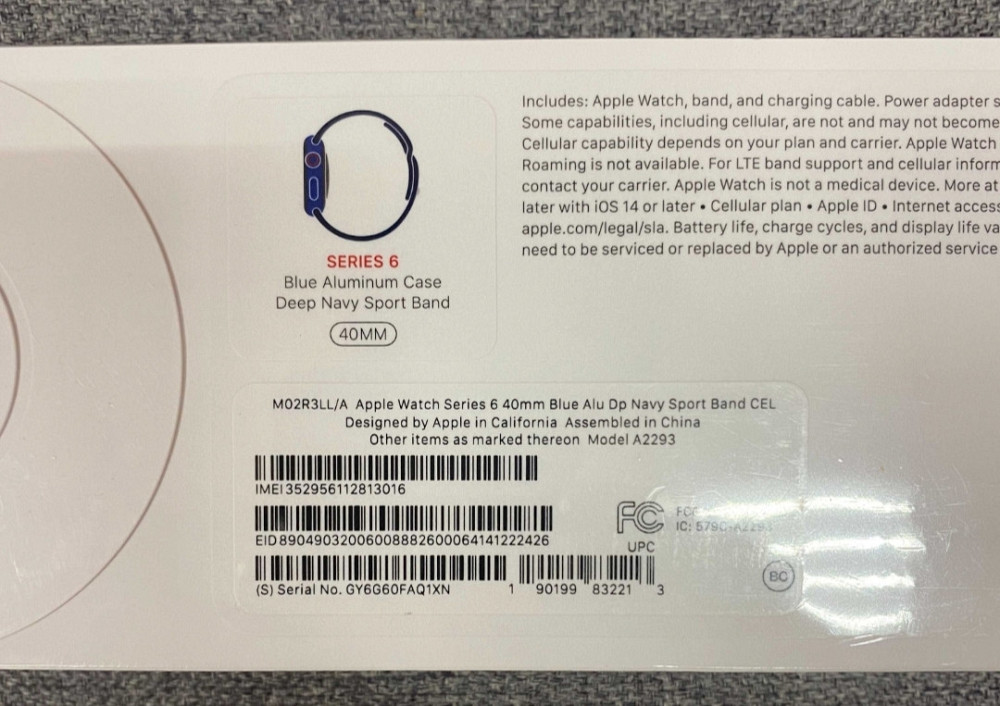 SERIES 6
Blue Aluminum Case
Deep Navy Sport Band
40MM
Includes: Apple Watch, band, and charging cable. Power adapter s
Some capabilities, including cellular, are not and may not become
Cellular capability depends on your plan and carrier. Apple Watch
Roaming is not available. For LTE band support and cellular inform
contact your carrier. Apple Watch is not a medical device. More at
later with iOS 14 or later • Cellular plan • Apple ID • Internet access
apple.com/legal/sla. Battery life, charge cycles, and display life va
need to be serviced or replaced by Apple or an authorized service
M02R3LL/A Apple Watch Series 6 40mm Blue Alu Dp Navy Sport Band CEL
Designed by Apple in California Assembled in China
Other items as marked thereon Model A2293
IMEI 352956112813016
EID 89049032006008882600064141222426
FC FC
IC: 579C-A2293
UPC
(S) Serial No. GY6G60FAQ1XN
1 90199 83221 3
BC